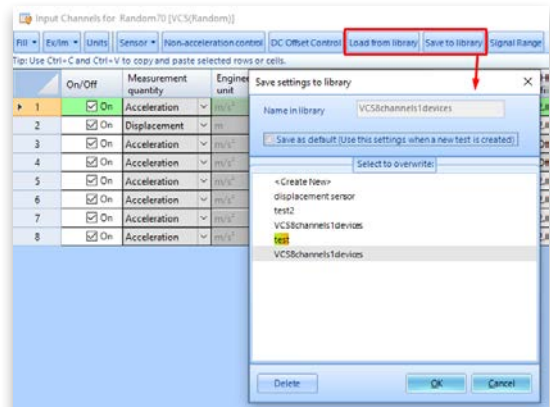 Input Channels for Random70 [VCS(Random)]
Fill Ex/Im Units Sensor Non-acceleration control DC Offset Control Load from library Save to library Signal Range
Tip: Use Ctrl+C and Ctrl+V to copy and paste selected rows or cells.
On/Off Measurement quantity Engine unit
1 On Acceleration m/s²
2 On Displacement m
3 On Acceleration m/s²
4 On Acceleration m/s²
5 On Acceleration m/s²
6 On Acceleration m/s²
7 On Acceleration m/s²
8 On Acceleration m/s²
Save settings to library
Name in library VCS8channels1devices
Save as default (Use this settings when a new test is created)
Select to overwrite:
<Create New>
displacement sensor
test2
VCS8channels1devices
test
VCS8channels1devices
Delete OK Cancel